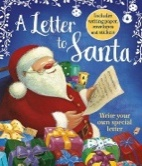 A Letter
to Santa
Includes
writing paper,
envelopes
and stickers
Write your
own special
letter